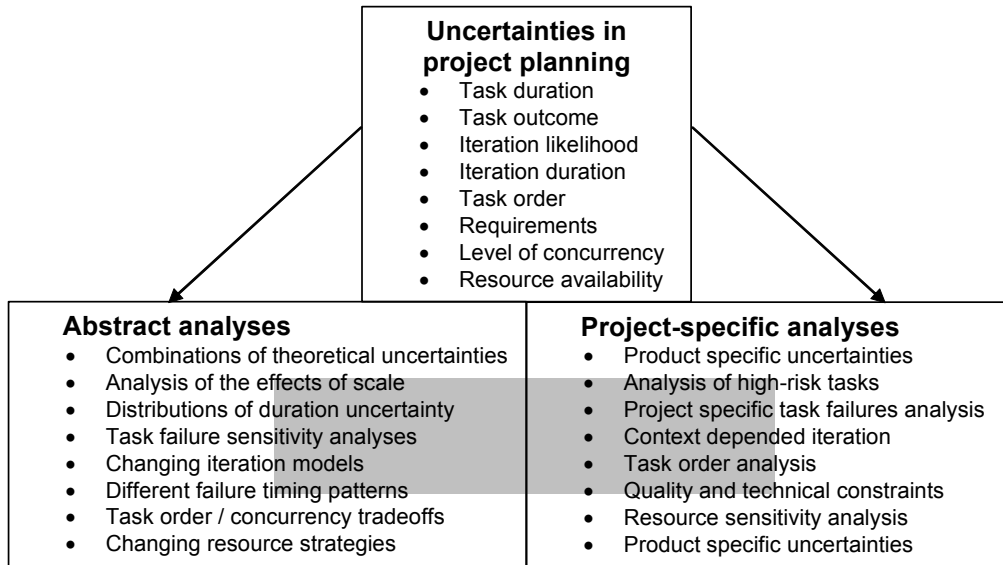 Uncertainties in
project planning
• Task duration
• Task outcome
• Iteration likelihood
• Iteration duration
• Task order
• Requirements
• Level of concurrency
• Resource availability
Abstract analyses
• Combinations of theoretical uncertainties
• Analysis of the effects of scale
• Distributions of duration uncertainty
• Task failure sensitivity analyses
• Changing iteration models
• Different failure timing patterns
• Task order / concurrency tradeoffs
• Changing resource strategies
Project-specific analyses
• Product specific uncertainties
• Analysis of high-risk tasks
• Project specific task failures analysis
• Context depended iteration
• Task order analysis
• Quality and technical constraints
• Resource sensitivity analysis
• Product specific uncertainties